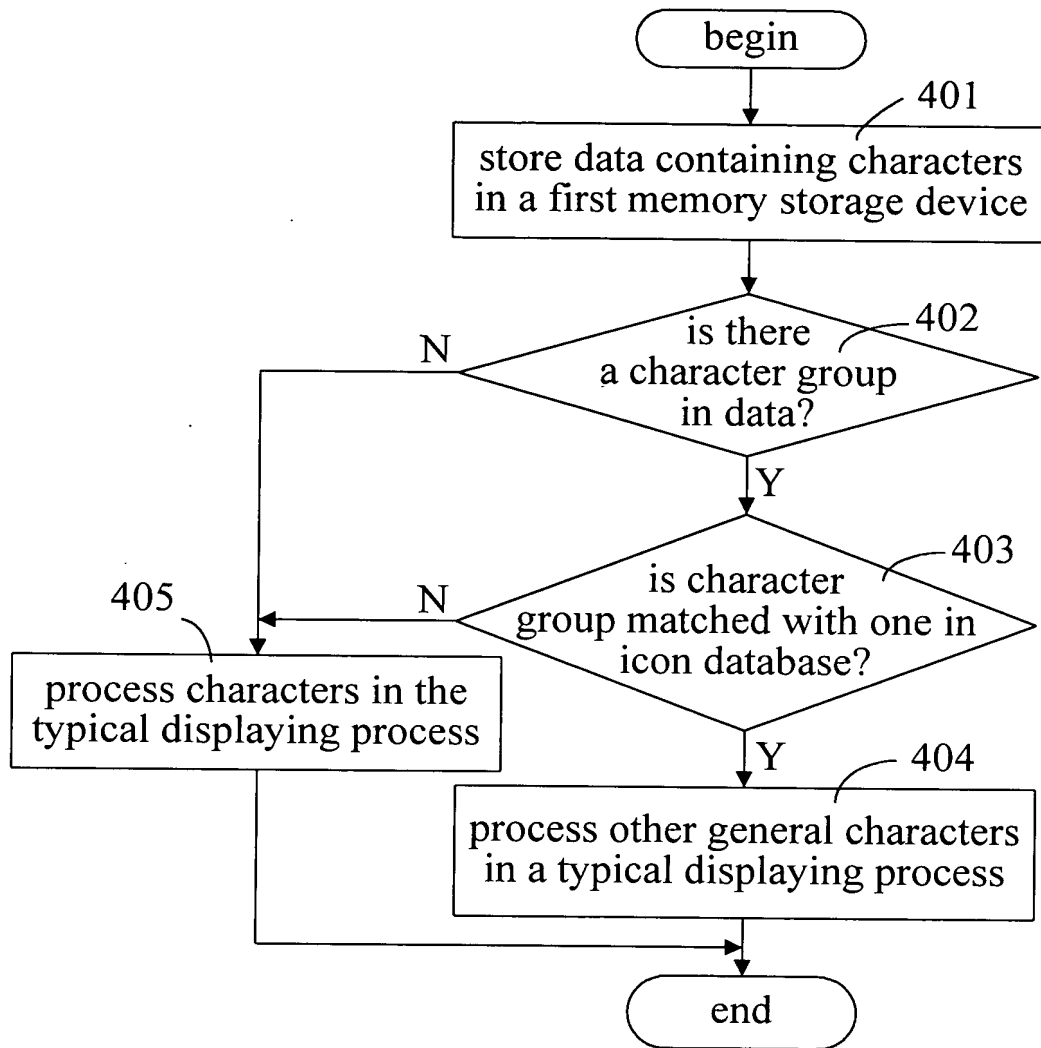 begin
401
store data containing characters
in a first memory storage device
402
is there
a character group
in data?
N
Y
403
is character
group matched with one in
icon database?
N
405
process characters in the
typical displaying process
Y
404
process other general characters
in a typical displaying process
end